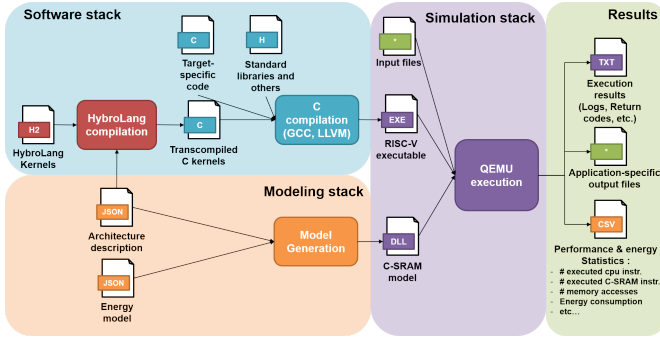 Software stack
C
Target-
specific
code
H
Standard
libraries and
others
H2
HybroLang
Kernels
HybroLang
compilation
C
Transcompiled
C kernels
C
compilation
(GCC, LLVM)
Modeling stack
JSON
Architecture
description
JSON
Energy
model
Model
Generation
Simulation stack
*
Input files
EXE
RISC-V
executable
DLL
C-SRAM
model
QEMU
execution
Results
TXT
Execution
results
(Logs, Return
codes, etc.)
*
Application-specific
output files
CSV
Performance & energy
Statistics :
- # executed cpu instr.
- # executed C-SRAM instr.
- # memory accesses
- Energy consumption
- etc...